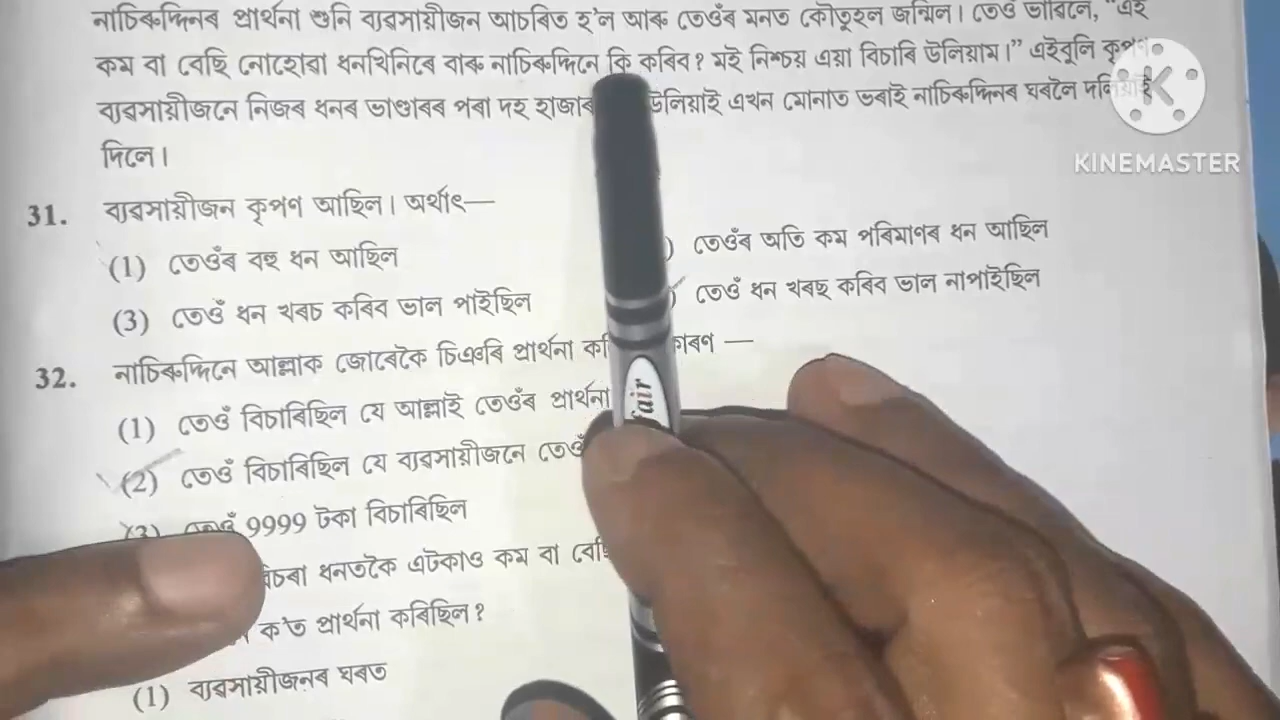 নাচিৰুদ্দিনৰ প্ৰাৰ্থনা শুনি ব্যৱসায়ীজন আচৰিত হ'ল আৰু তেওঁৰ মনত কৌতূহল জন্মিল। তেওঁ ভাবিলে, "এই
কম বা বেছি নোহোৱা ধনখিনিৰে বাৰু নাচিৰুদ্দিনে কি কৰিব? মই নিশ্চয় এয়া বিচাৰি উলিয়াম।” এইবুলি কৃপণ
ব্যৱসায়ীজনে নিজৰ ধনৰ ভাণ্ডাৰৰ পৰা দহ হাজাৰ উলিয়াই এখন মোনাত ভৰাই নাচিৰুদ্দিনৰ ঘৰলৈ দলিয়াই
দিলে।
KINEMASTER
31. ব্যৱসায়ীজন কৃপণ আছিল। অৰ্থাৎ—
(1) তেওঁৰ বহু ধন আছিল
) তেওঁৰ অতি কম পৰিমাণৰ ধন আছিল
(3) তেওঁ ধন খৰচ কৰিব ভাল পাইছিল
) তেওঁ ধন খৰছ কৰিব ভাল নাপাইছিল
32. নাচিৰুদ্দিনে আল্লাক জোৰেকৈ চিঞৰি প্ৰাৰ্থনা কাৰণ —
(1) তেওঁ বিচাৰিছিল যে আল্লাই তেওঁৰ প্ৰাৰ্থনা
(2) তেওঁ বিচাৰিছিল যে ব্যৱসায়ীজনে
(3) তেওঁ 9999 টকা বিচাৰিছিল
বিচৰা ধনতকৈ এটকাও কম বা
ক'ত প্ৰাৰ্থনা কৰিছিল?
(1) ব্যৱসায়ীজনৰ ঘৰত
air